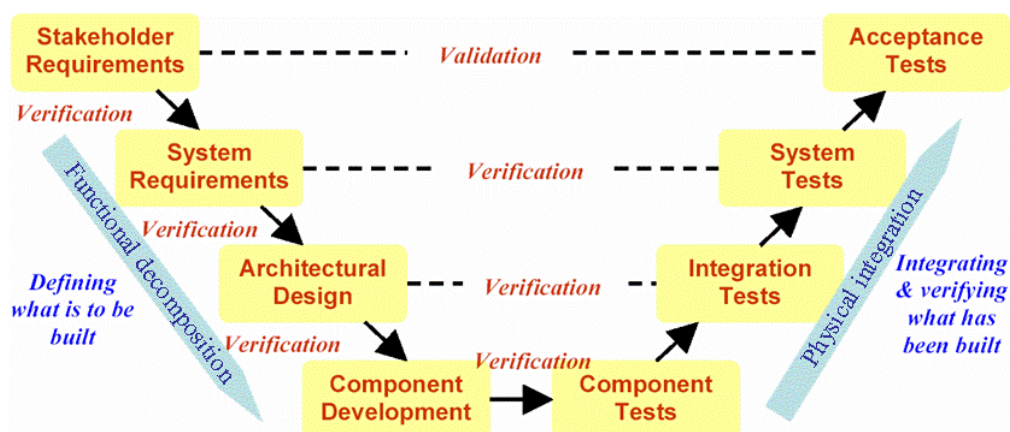 Stakeholder
Requirements
Validation
Acceptance
Tests
Verification
System
Requirements
Verification
System
Tests
Functional decomposition
Verification
Physical integration
Defining
what is to be
built
Architectural
Design
Verification
Integration
Tests
Integrating
& verifying
what has
been built
Verification
Verification
Component
Development
Component
Tests